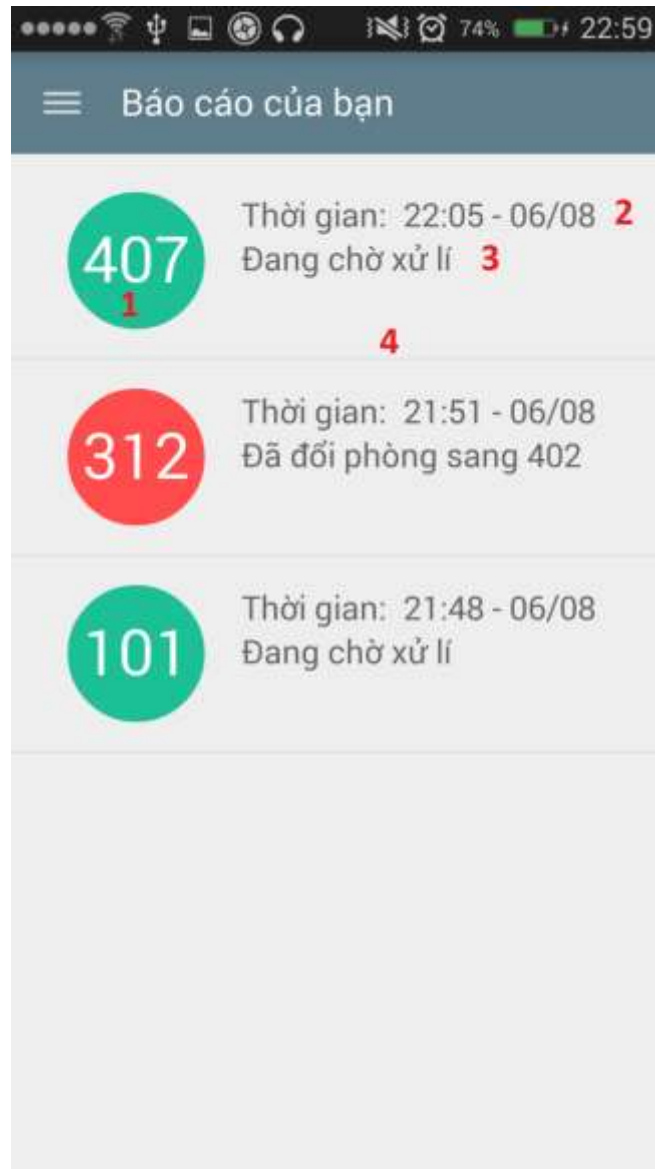 74% 22:59
Báo cáo của bạn
407
1
Thời gian: 22:05 - 06/08 2
Đang chờ xử lí 3
4
312
Thời gian: 21:51 - 06/08
Đã đổi phòng sang 402
101
Thời gian: 21:48 - 06/08
Đang chờ xử lí